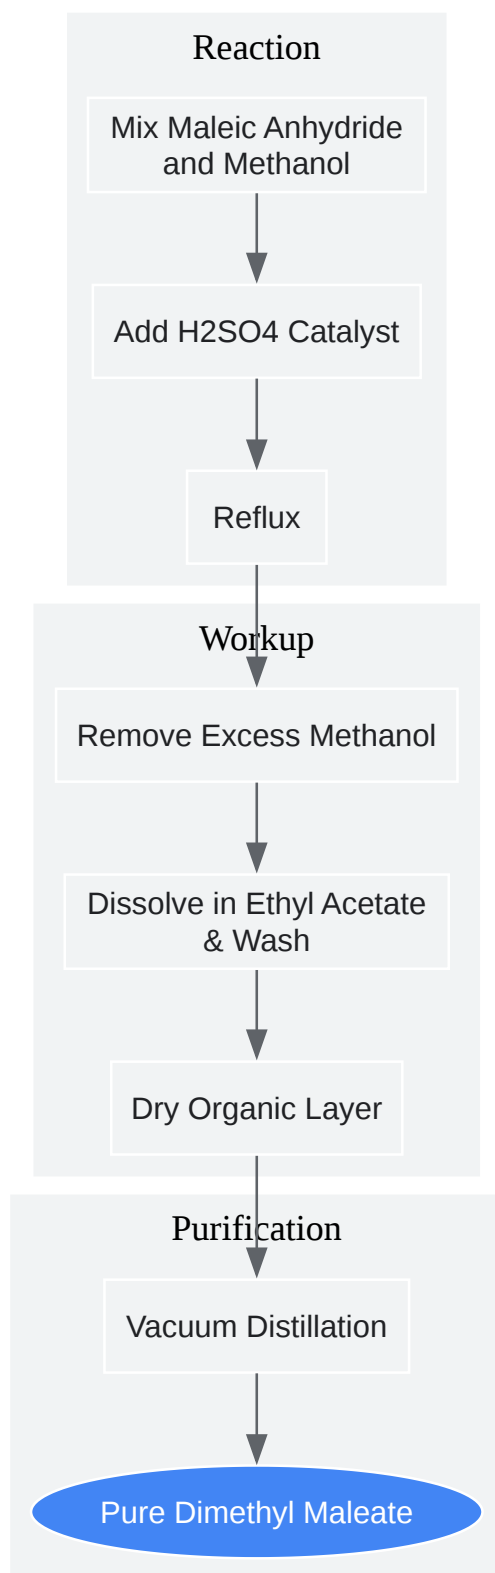 Reaction
Mix Maleic Anhydride
and Methanol
Add H2SO4 Catalyst
Reflux
Workup
Remove Excess Methanol
Dissolve in Ethyl Acetate
& Wash
Dry Organic Layer
Purification
Vacuum Distillation
Pure Dimethyl Maleate